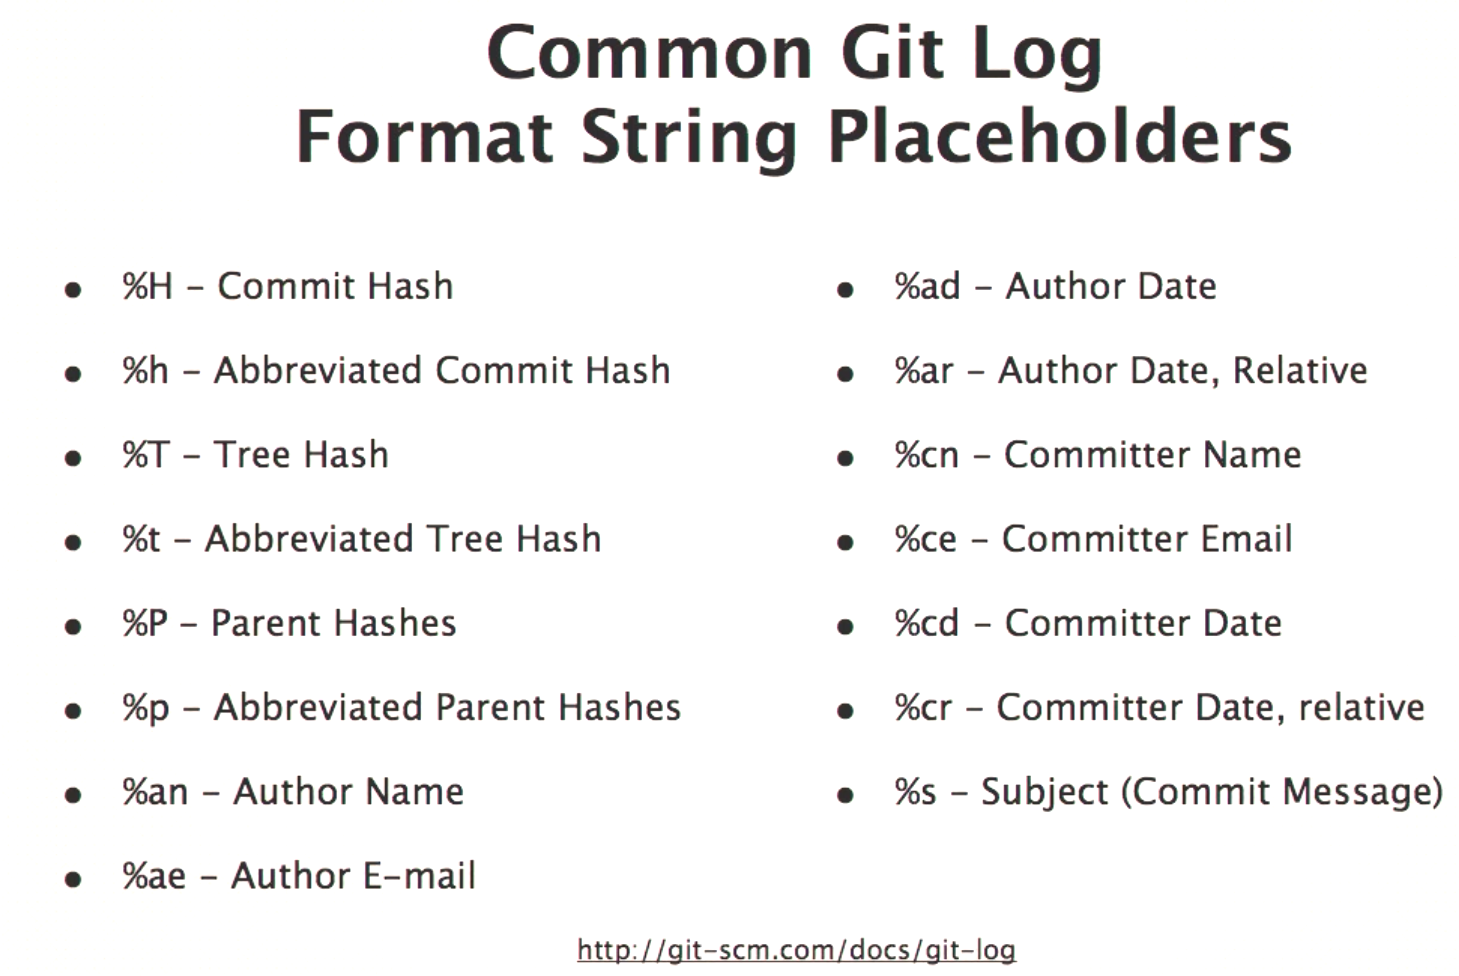 Common Git Log
Format String Placeholders
• %H – Commit Hash
• %h – Abbreviated Commit Hash
• %T – Tree Hash
• %t – Abbreviated Tree Hash
• %P – Parent Hashes
• %p – Abbreviated Parent Hashes
• %an – Author Name
• %ae – Author E-mail
• %ad – Author Date
• %ar – Author Date, Relative
• %cn – Committer Name
• %ce – Committer Email
• %cd – Committer Date
• %cr – Committer Date, relative
• %s – Subject (Commit Message)
http://git-scm.com/docs/git-log